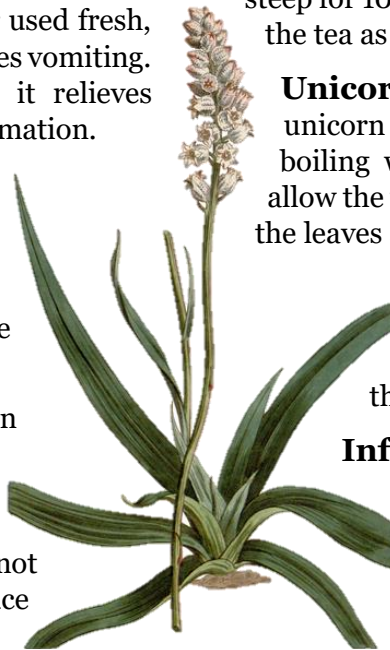 used fresh,
es vomiting.
it relieves
mation.
e
n
not
ce
steep for 10
the tea as
Unicor
unicorn
boiling w
allow the
the leaves
th
Inf